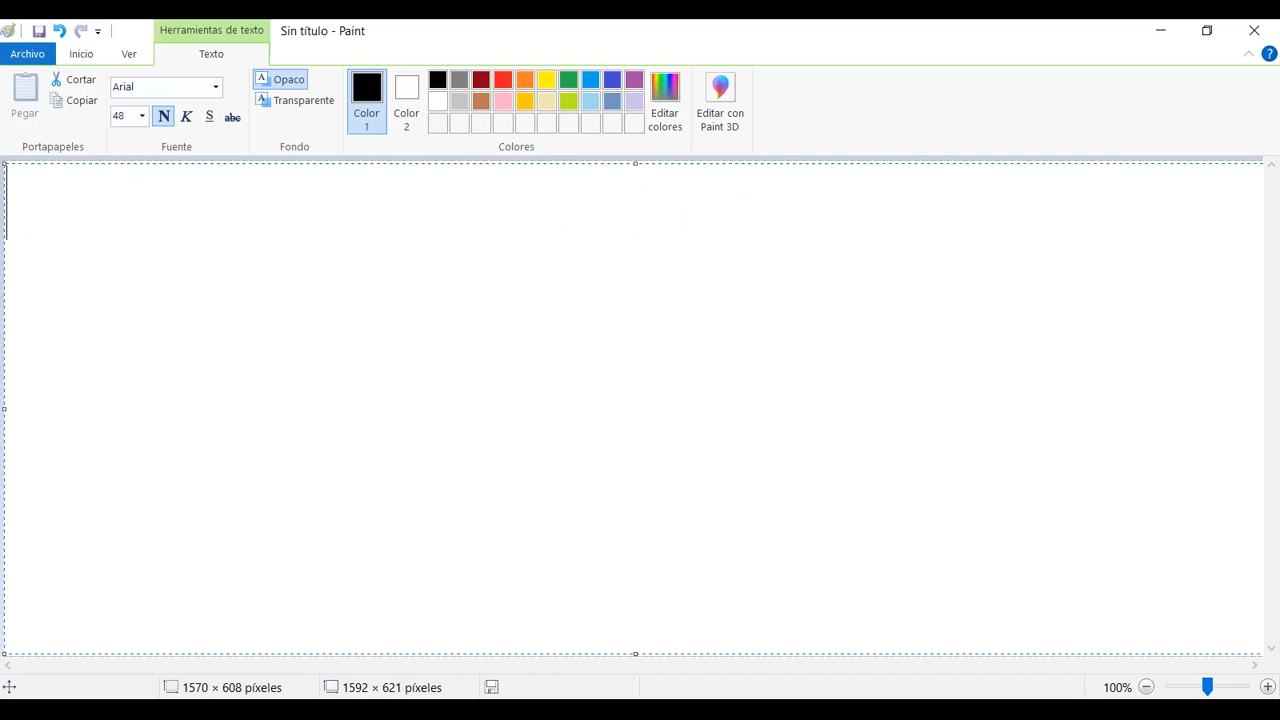 Herramientas de texto
Sin título - Paint
Archivo
Inicio
Ver
Texto
Pegar
Cortar
Copiar
Portapapeles
Arial
48
N K S abc
Fuente
Opaco
Transparente
Fondo
Color 1
Color 2
Editar colores
Colores
Editar con Paint 3D
1570 × 608 píxeles
1592 × 621 píxeles
100%